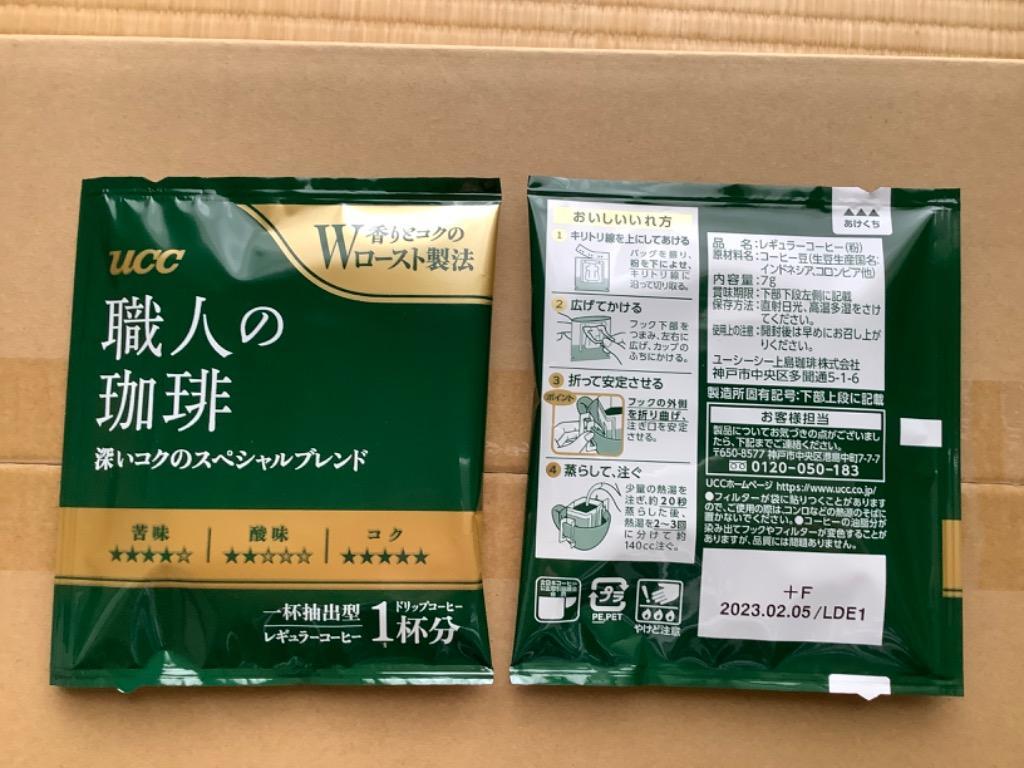 ucc
香りとコクの
Wロースト製法
職人の
珈琲
深いコクのスペシャルブレンド
苦味 酸味 コク
★★★★☆ ★★☆☆☆ ★★★★★
一杯抽出型
レギュラーコーヒー
ドリップコーヒー
1杯分
あけくち
おいしいいれ方
1 キリトリ線を上にしてあける
バッグを振り、
粉を下によせ、
キリトリ線に
沿って切り取る。
2 広げてかける
フック下部を
つまみ、左右に
広げ、カップの
ふちにかける。
3 折って安定させる
ポイント
フックの外側
を折り曲げ、
注ぎ口を安定
させる。
4 蒸らして、注ぐ
少量の熱湯を
注ぎ、約20秒
蒸らした後、
熱湯を2~3回
に分けて約
140cc注ぐ。
プラ
PE,PET
やけど注意
品名:レギュラーコーヒー(粉)
原材料名:コーヒー豆(生豆生産国名:
インドネシア、コロンビア他)
内容量:7g
賞味期限:下部下段左側に記載
保存方法:直射日光、高温多湿をさけ
てください。
使用上の注意:開封後は早めにお召し上が
りください。
ユーシーシー上島珈琲株式会社
神戸市中央区多聞通5-1-6
製造所固有記号:下部上段に記載
お客様担当
製品についてお気づきの点がございまし
たら、下記までご連絡ください。
〒650-8577 神戸市中央区港島中町7-7-7
0120-050-183
UCCホームページ https://www.ucc.co.jp/
●フィルターが袋に貼りつくことがあります
ので、ご使用の際は、コンロなどの熱源のそばに
置かないでください。●コーヒーの油脂分が
染み出てフックやフィルターが変色することが
ありますが、品質には問題ありません。
+F
2023.02.05/LDE1